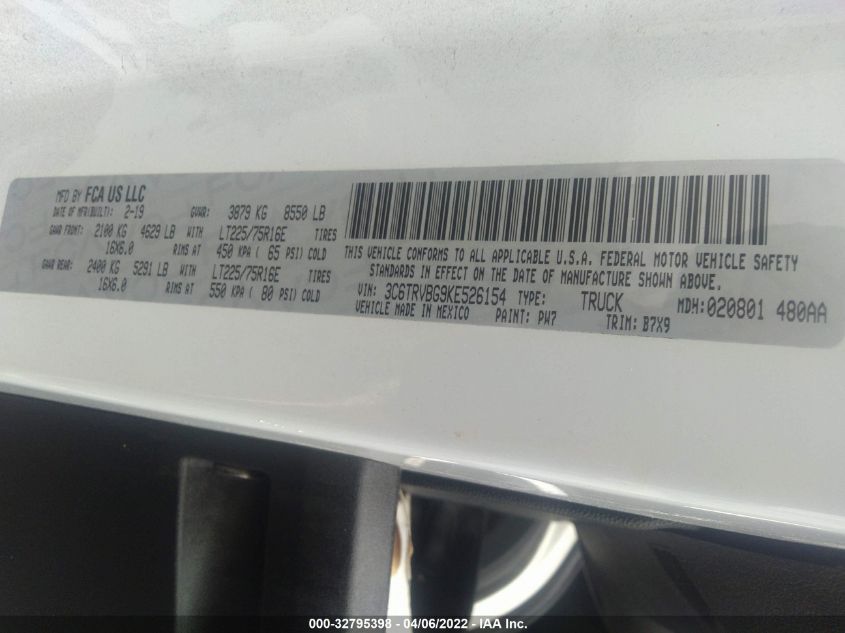 MFD BY FCA US LLC
DATE OF MFR(BUILT): 2-19 GVWR: 3879 KG 8550 LB
GAWR FRONT: 2100 KG 4629 LB WITH LT225/75R16E TIRES
16X6.0 RIMS AT 450 KPA ( 65 PSI) COLD
GAWR REAR: 2400 KG 5291 LB WITH LT225/75R16E TIRES
16X6.0 RIMS AT 550 KPA ( 80 PSI) COLD
THIS VEHICLE CONFORMS TO ALL APPLICABLE U.S.A. FEDERAL MOTOR VEHICLE SAFETY
STANDARDS IN EFFECT ON THE DATE OF MANUFACTURE SHOWN ABOVE.
VIN: 3C6TRVBG9KE526154 TYPE: TRUCK MDH:020801 480AA
VEHICLE MADE IN MEXICO PAINT: PW7 TRIM: B7X9
000-32795398 - 04/06/2022 - IAA Inc.